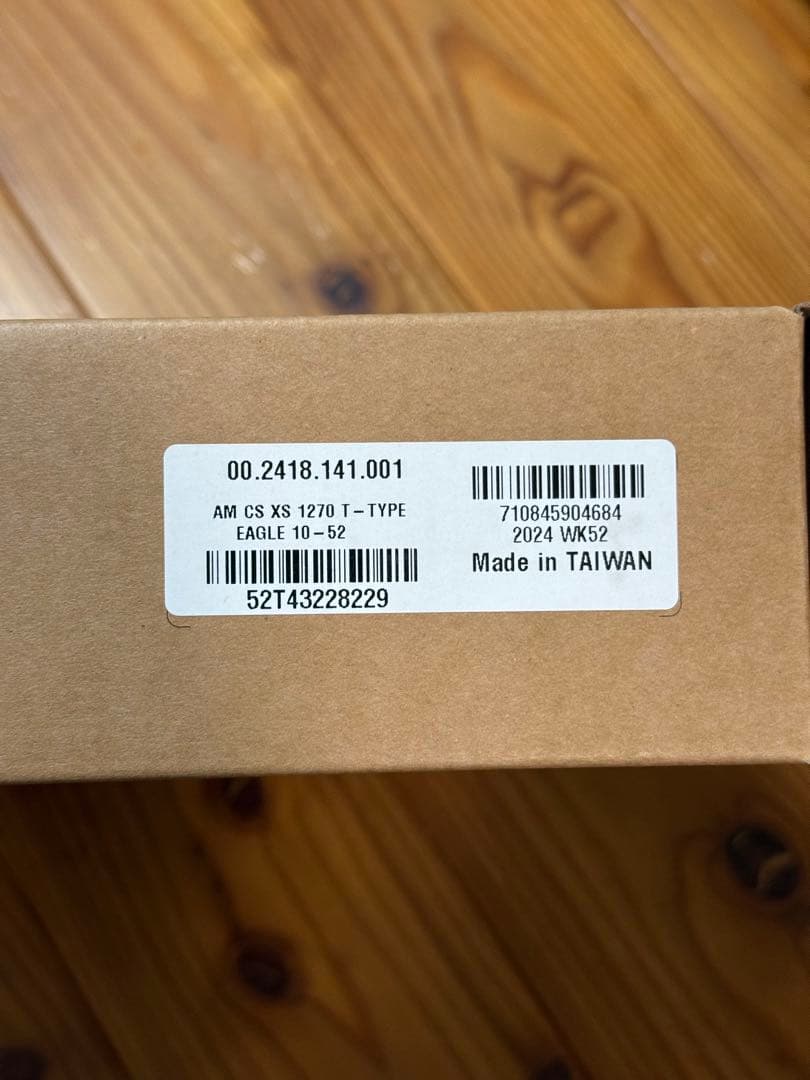 00.2418.141.001
AM CS XS 1270 T-TYPE
EAGLE 10-52
52T43228229
710845904684
2024 WK52
Made in TAIWAN